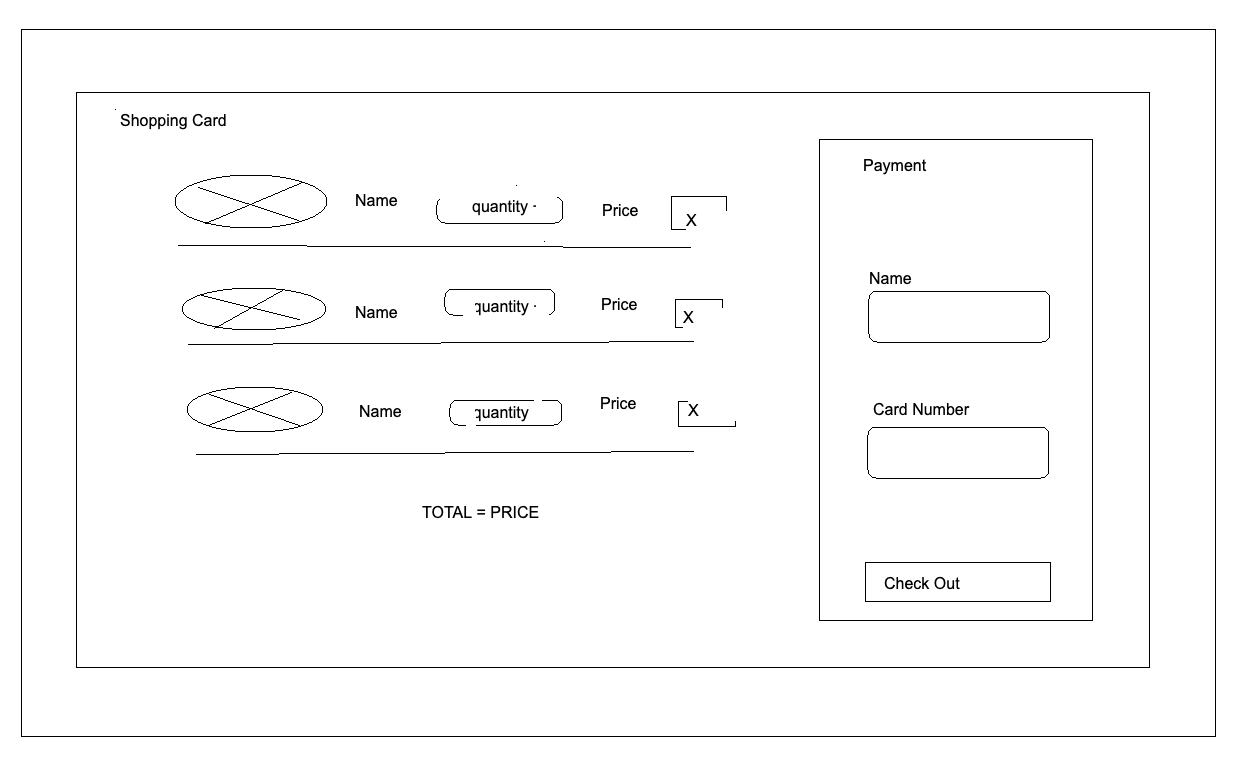 Shopping Card
Name quantity Price X
Name quantity Price X
Name quantity Price X
TOTAL = PRICE
Payment
Name
Card Number
Check Out